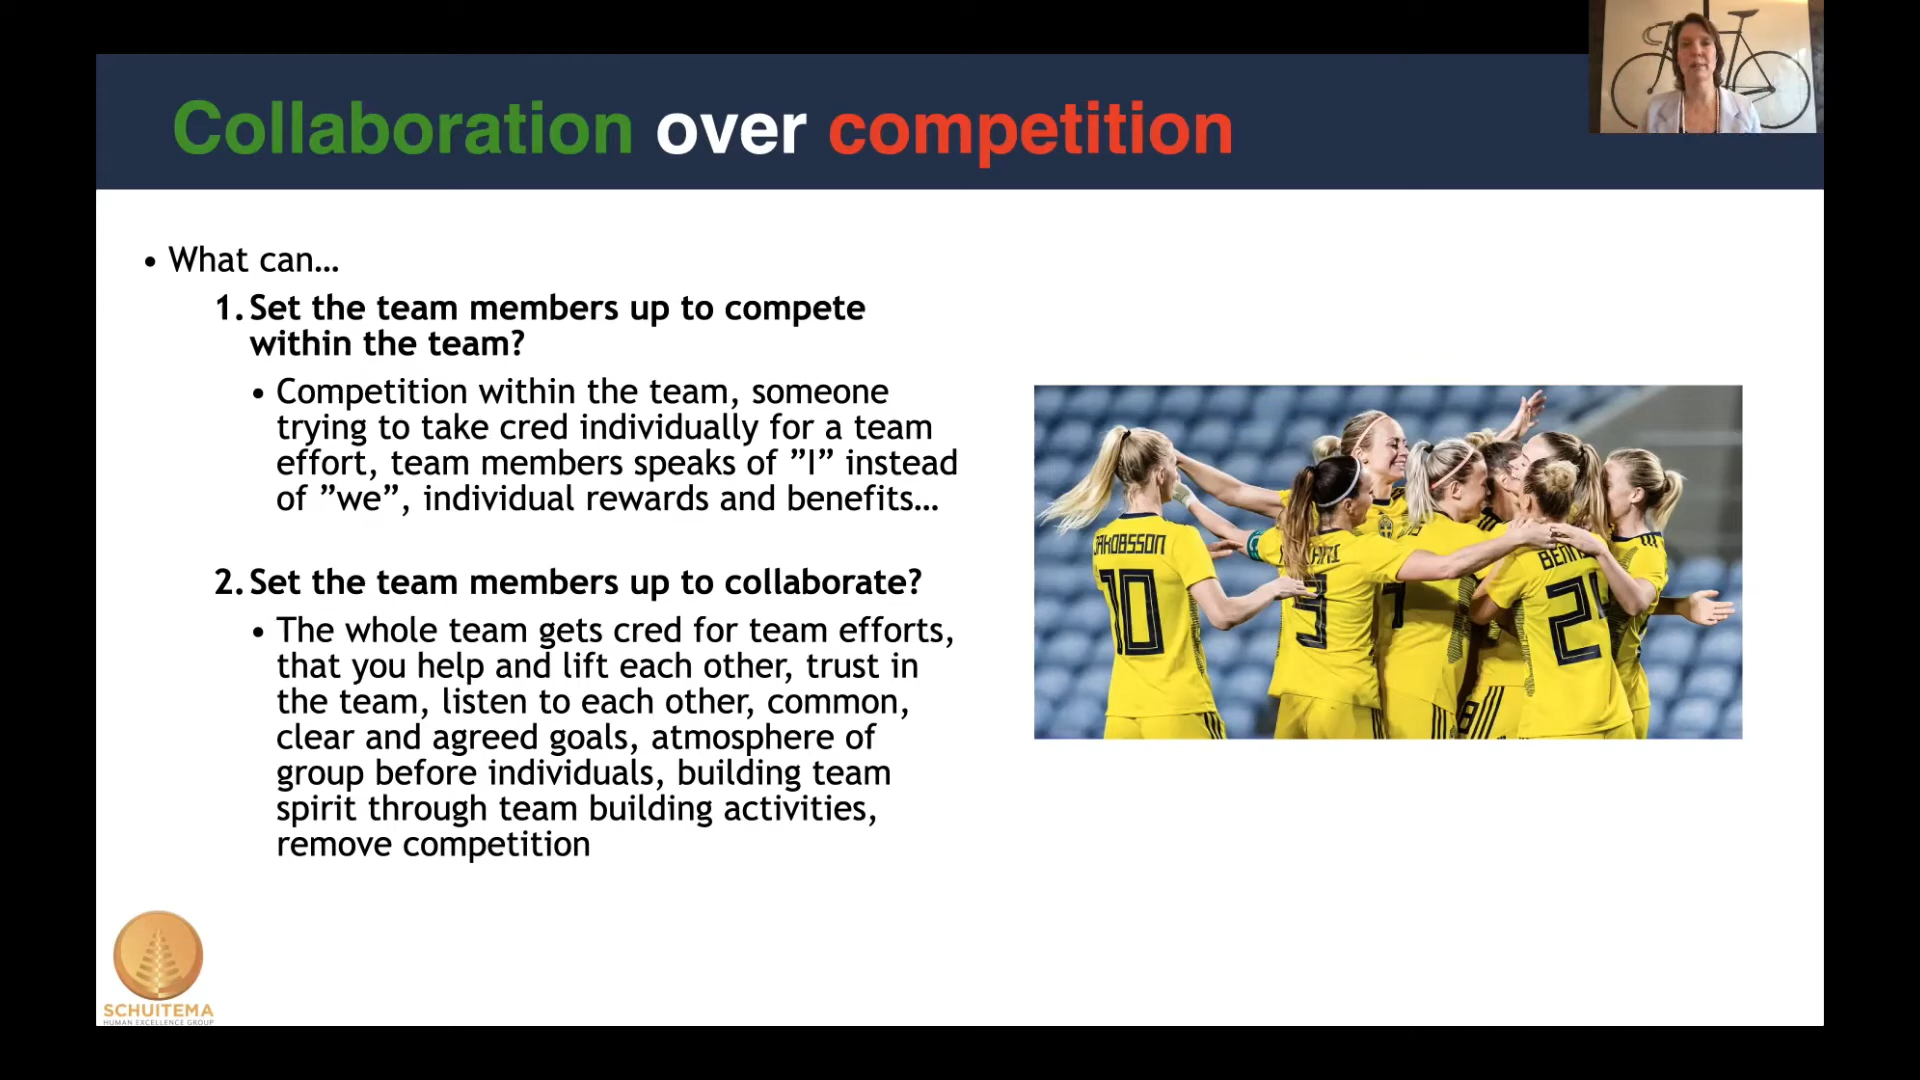 Collaboration over competition
• What can...
1. Set the team members up to compete
within the team?
• Competition within the team, someone
trying to take cred individually for a team
effort, team members speaks of ”I” instead
of ”we”, individual rewards and benefits...
2. Set the team members up to collaborate?
• The whole team gets cred for team efforts,
that you help and lift each other, trust in
the team, listen to each other, common,
clear and agreed goals, atmosphere of
group before individuals, building team
spirit through team building activities,
remove competition
JAKOBSSON
10
9
7
8
21
SCHUITEMA
HUMAN EXCELLENCE GROUP